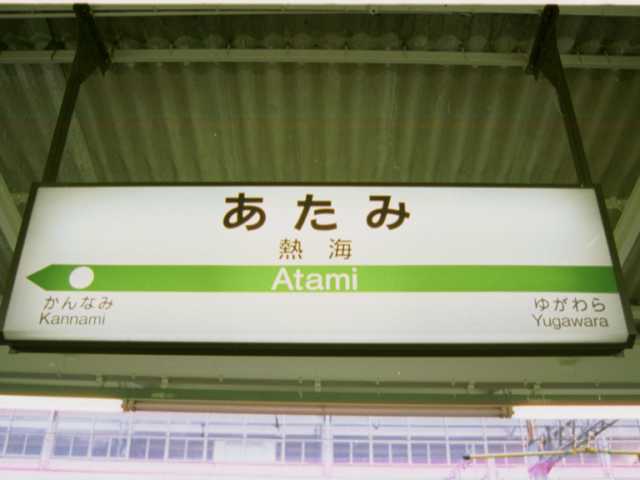 あたみ
熱海
Atami
かんなみ
Kannami
ゆがわら
Yugawara